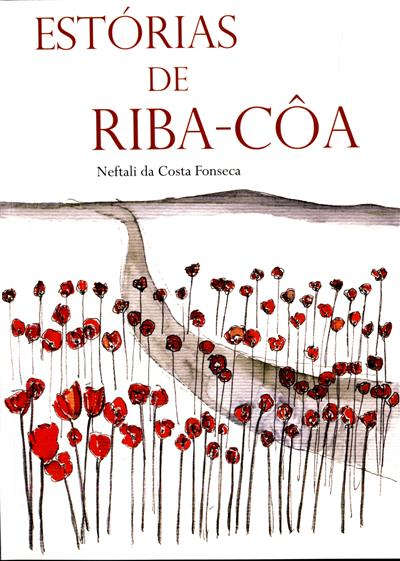 ESTÓRIAS
DE
RIBA-CÔA
Neftali da Costa Fonseca